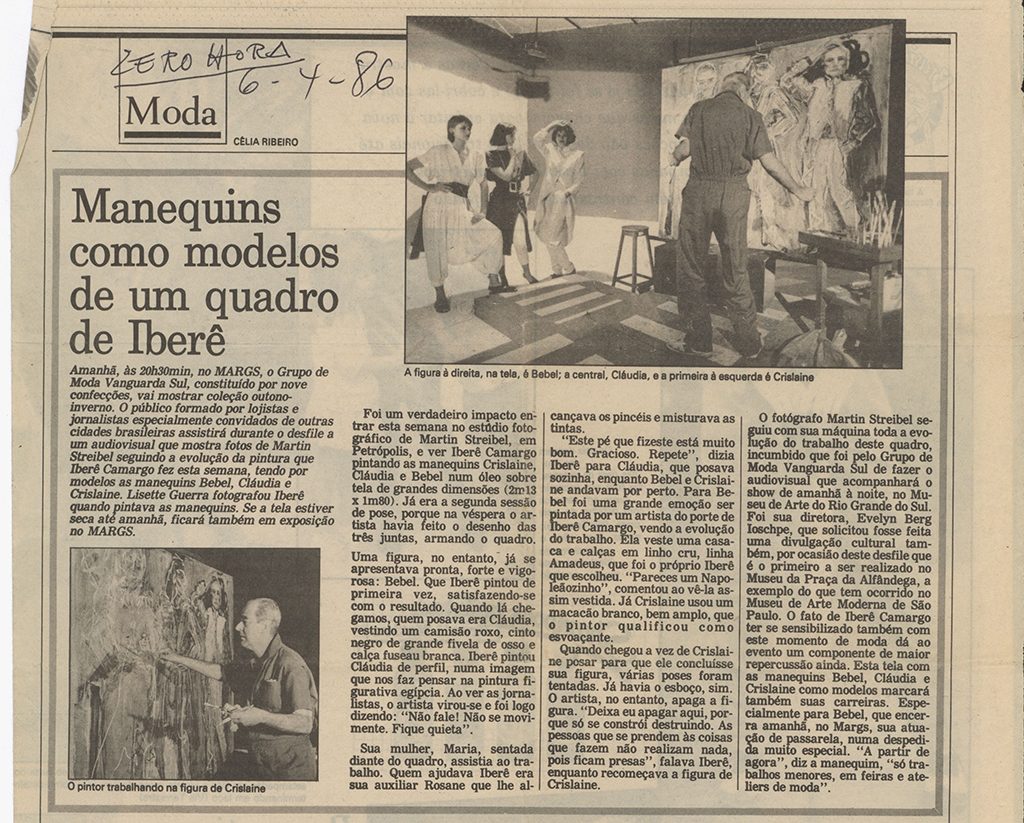 ZERO HORA
6-4-86
Moda
CÉLIA RIBEIRO
Manequins
como modelos
de um quadro
de Iberê
A figura à direita, na tela, é Bebel; a central, Cláudia, e a primeira à esquerda é Crislaine
Amanhã, às 20h30min, no MARGS, o Grupo de
Moda Vanguarda Sul, constituído por nove
confecções, vai mostrar coleção outono-
inverno. O público formado por lojistas e
jornalistas especialmente convidados de outras
cidades brasileiras assistirá durante o desfile a
um audiovisual que mostra fotos de Martin
Streibel seguindo a evolução da pintura que
Iberê Camargo fez esta semana, tendo por
modelos as manequins Bebel, Cláudia e
Crislaine. Lisette Guerra fotografou Iberê
quando pintava as manequins. Se a tela estiver
seca até amanhã, ficará também em exposição
no MARGS.
O pintor trabalhando na figura de Crislaine
Foi um verdadeiro impacto en-
trar esta semana no estúdio foto-
gráfico de Martin Streibel, em
Petrópolis, e ver Iberê Camargo
pintando as manequins Crislaine,
Cláudia e Bebel num óleo sobre
tela de grandes dimensões (2m13
x 1m80). Já era a segunda sessão
de pose, porque na véspera o ar-
tista havia feito o desenho das
três juntas, armando o quadro.
Uma figura, no entanto, já se
apresentava pronta, forte e vigo-
rosa: Bebel. Que Iberê pintou de
primeira vez, satisfazendo-se
com o resultado. Quando lá che-
gamos, quem posava era Cláudia,
vestindo um camisão roxo, cinto
negro de grande fivela de osso e
calça fuseau branca. Iberê pintou
Cláudia de perfil, numa imagem
que nos faz pensar na pintura fi-
gurativa egípcia. Ao ver as jorna-
listas, o artista virou-se e foi logo
dizendo: "Não fale! Não se movi-
mente. Fique quieta".
Sua mulher, Maria, sentada
diante do quadro, assistia ao tra-
balho. Quem ajudava Iberê era
sua auxiliar Rosane que lhe al-
cançava os pincéis e misturava as
tintas.
"Este pé que fizeste está muito
bom. Gracioso. Repete", dizia
Iberê para Cláudia, que posava
sozinha, enquanto Bebel e Crislai-
ne andavam por perto. Para Be-
bel foi uma grande emoção ser
pintada por um artista do porte de
Iberê Camargo, vendo a evolução
do trabalho. Ela veste uma casa-
ca e calças em linho cru, linha
Amadeus, que foi o próprio Iberê
que escolheu. "Pareces um Napo-
leãozinho", comentou ao vê-la as-
sim vestida. Já Crislaine usou um
macacão branco, bem amplo, que
o pintor qualificou como
esvoaçante.
Quando chegou a vez de Crislai-
ne posar para que ele concluísse
sua figura, várias poses foram
tentadas. Já havia o esboço, sim.
O artista, no entanto, apaga a fi-
gura. "Deixa eu apagar aqui, por-
que só se constrói destruindo. As
pessoas que se prendem às coisas
que fazem não realizam nada,
pois ficam presas", falava Iberê,
enquanto recomeçava a figura de
Crislaine.
O fotógrafo Martin Streibel se-
guiu com sua máquina toda a evo-
lução do trabalho deste quadro,
incumbido que foi pelo Grupo de
Moda Vanguarda Sul de fazer o
audiovisual que acompanhará o
show de amanhã à noite, no Mu-
seu de Arte do Rio Grande do Sul.
Foi sua diretora, Evelyn Berg
Ioschpe, que solicitou fosse feita
uma divulgação cultural tam-
bém, por ocasião deste desfile que
é o primeiro a ser realizado no
Museu da Praça da Alfândega, a
exemplo do que tem ocorrido no
Museu de Arte Moderna de São
Paulo. O fato de Iberê Camargo
ter se sensibilizado também com
este momento de moda dá ao
evento um componente de maior
repercussão ainda. Esta tela com
as manequins Bebel, Cláudia e
Crislaine como modelos marcará
também suas carreiras. Espe-
cialmente para Bebel, que encer-
ra amanhã, no Margs, sua atua-
ção de passarela, numa despedi-
da muito especial. "A partir de
agora", diz a manequim, "só tra-
balhos menores, em feiras e ate-
liers de moda".